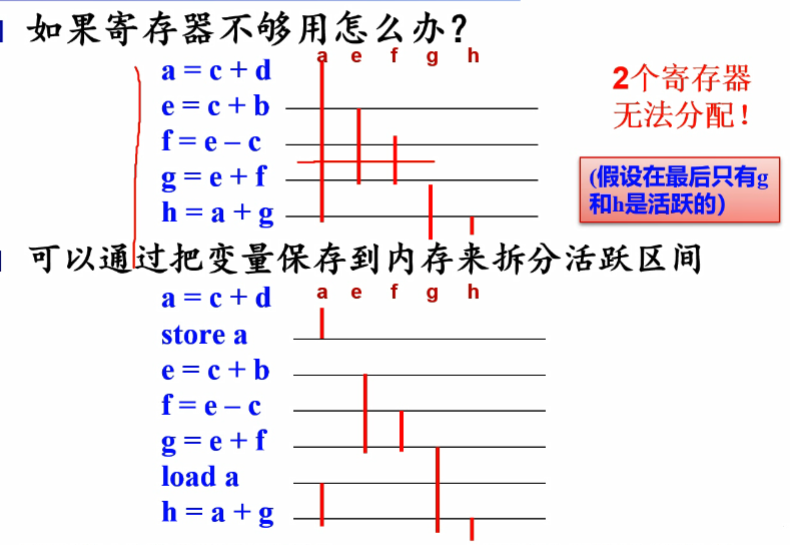 如果寄存器不够用怎么办？
a e f g h
a = c + d
e = c + b
f = e – c
g = e + f
h = a + g
2个寄存器
无法分配！
(假设在最后只有g
和h是活跃的)
可以通过把变量保存到内存来拆分活跃区间
a e f g h
a = c + d
store a
e = c + b
f = e – c
g = e + f
load a
h = a + g